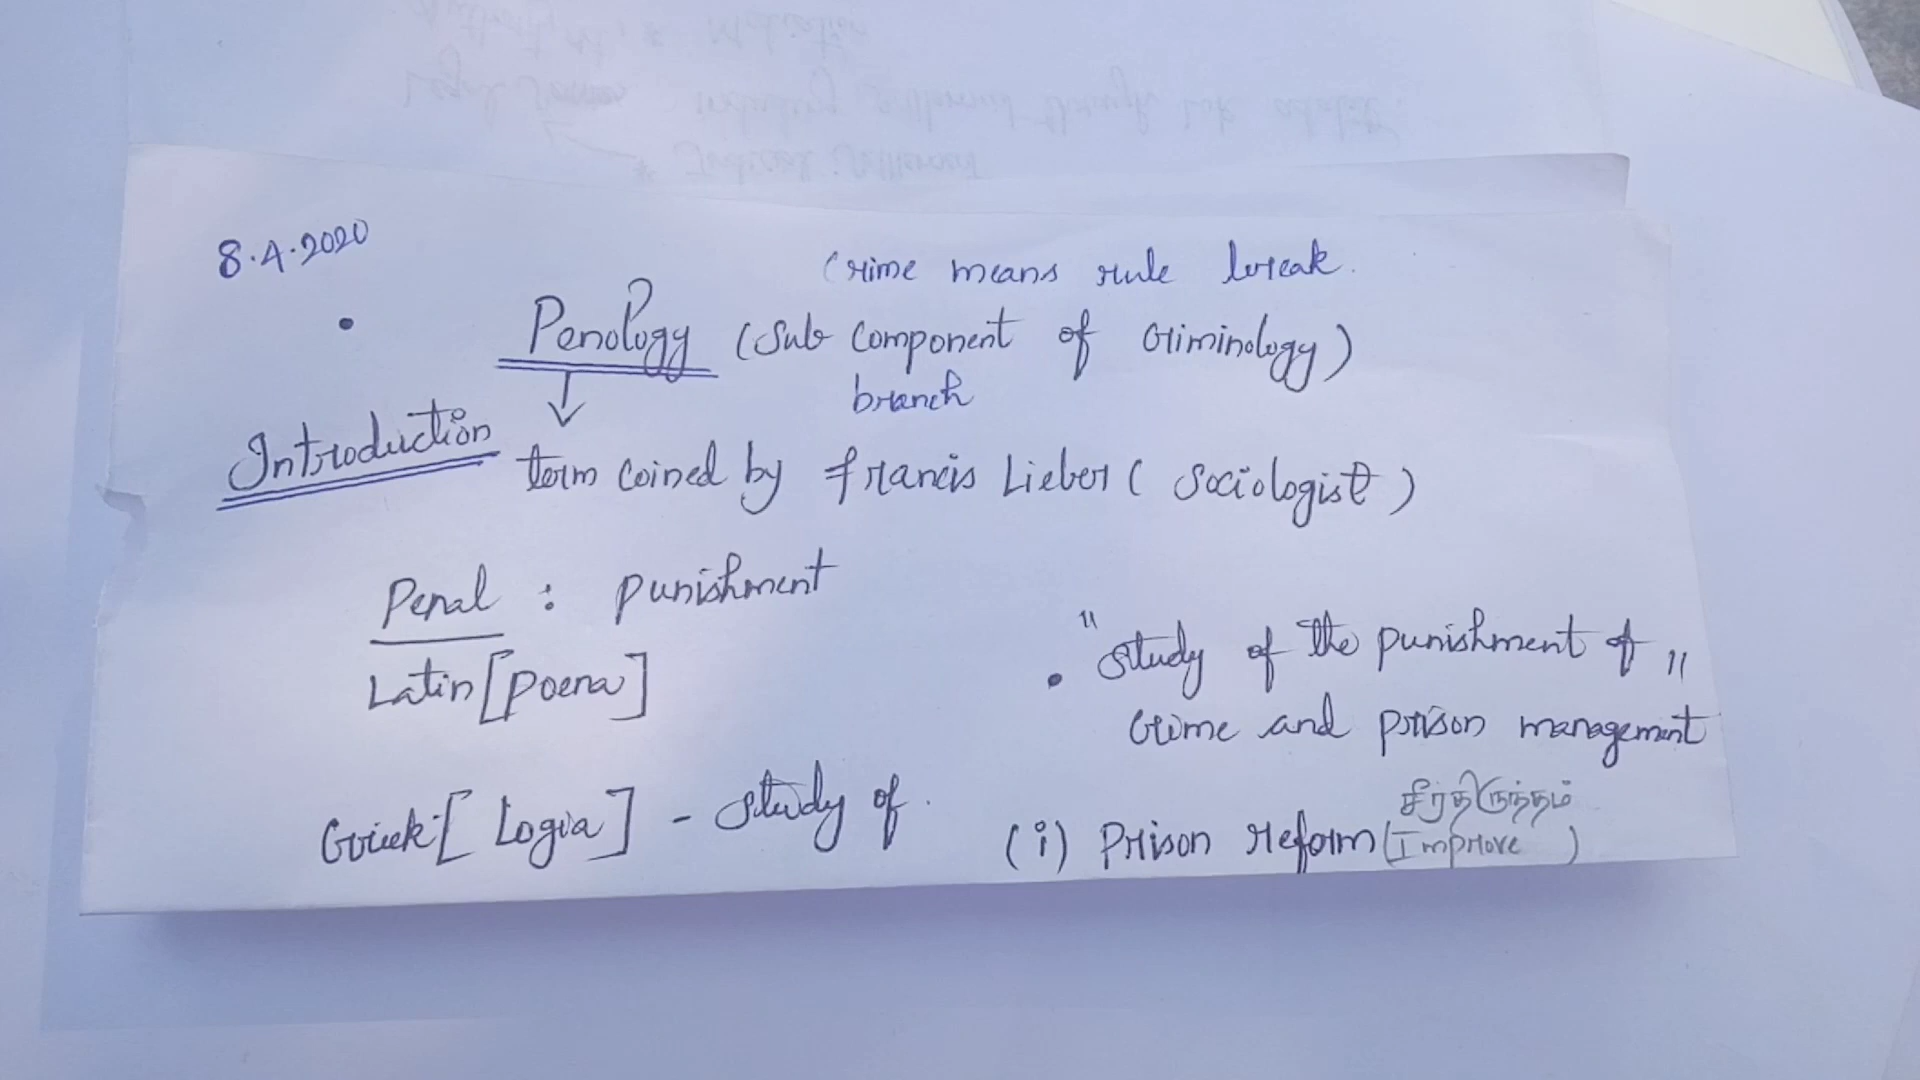 8.4.2020
Crime means rule break.
Penology (Sub component of Criminology)
branch
Introduction
term coined by Francis Lieber (Sociologist)
Penal : punishment
Latin [Poena]
• "Study of the punishment of"
Crime and prison management
Greek [Logia] - study of.
சீர்திருத்தம்
(i) Prison reform (Improve)